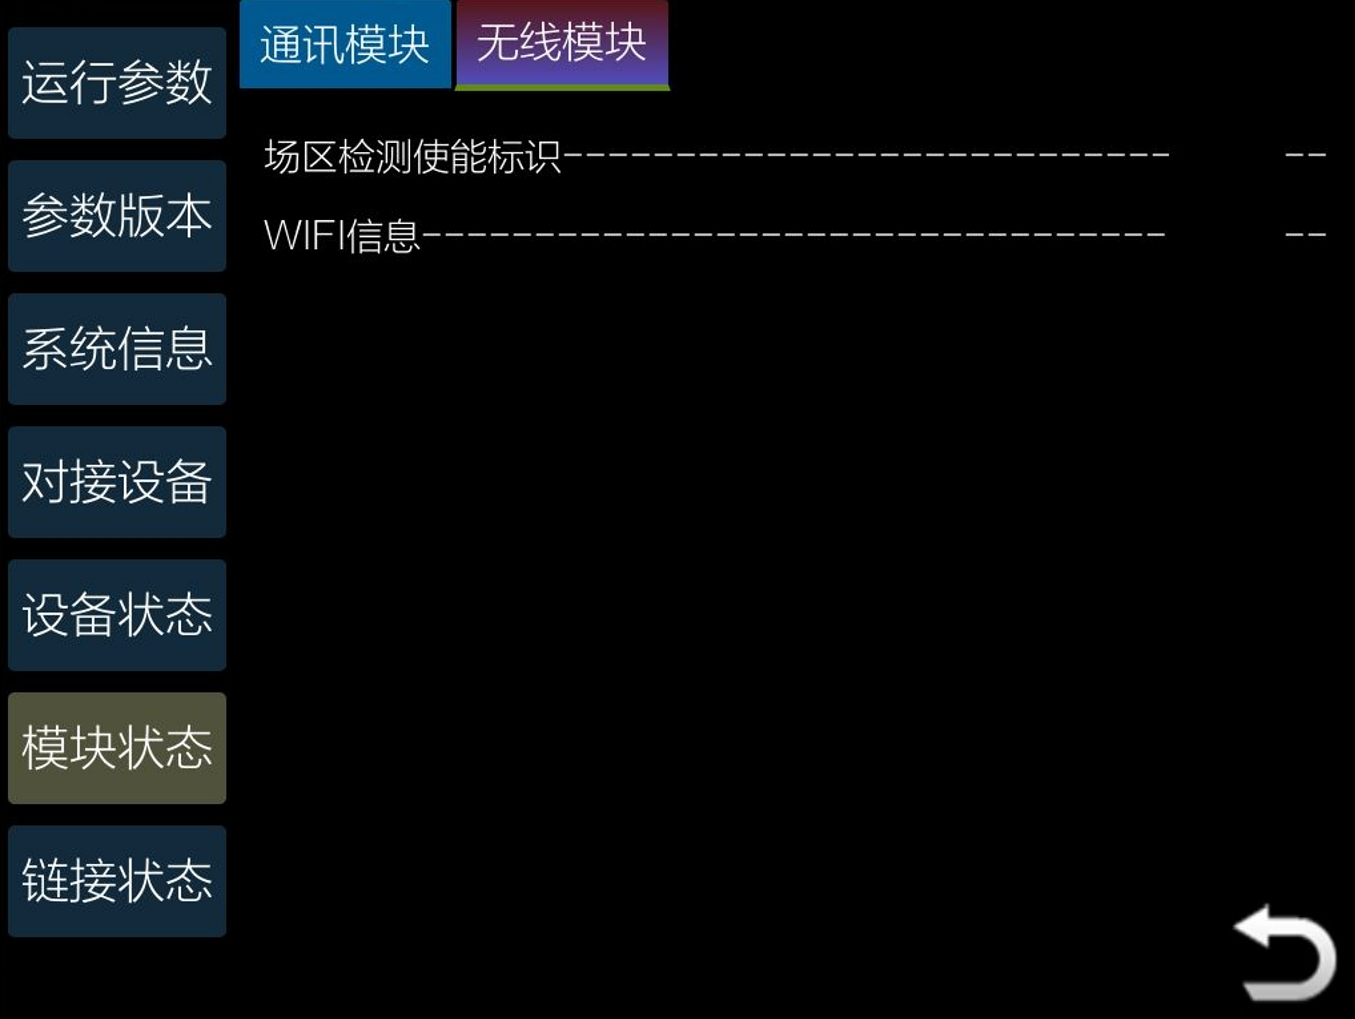 通讯模块 无线模块
运行参数
场区检测使能标识--------------------------- --
参数版本
WIFI信息--------------------------------- --
系统信息
对接设备
设备状态
模块状态
链接状态